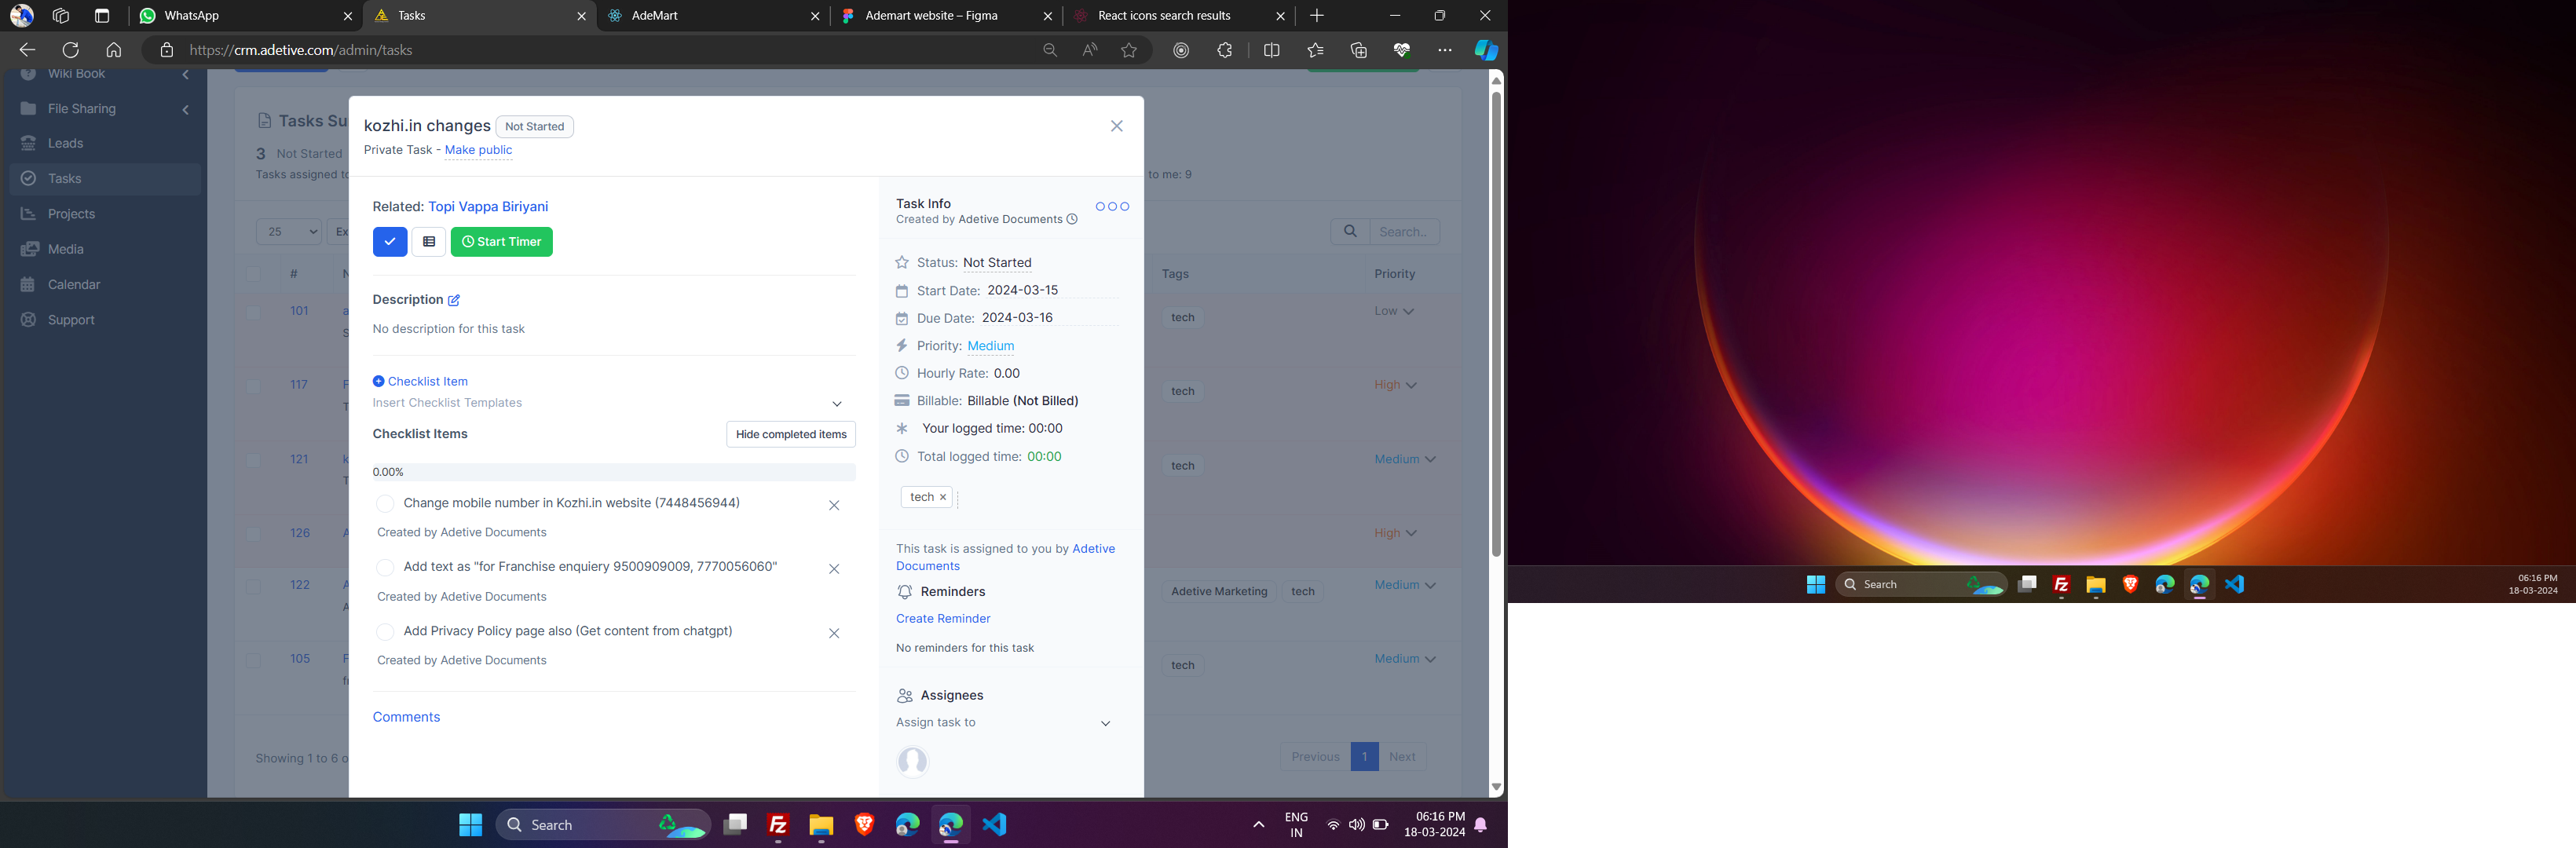 WhatsApp
Tasks
AdeMart
Ademart website – Figma
React icons search results
https://crm.adetive.com/admin/tasks
Wiki Book
File Sharing
Leads
Tasks
Projects
Media
Calendar
Support
Tasks Su
3 Not Started
Tasks assigned to
to me: 9
25
Ex
Search..
#
N
Tags
Priority
101
tech
Low
117
tech
High
121
tech
Medium
126
High
122
Adetive Marketing
tech
Medium
105
tech
Medium
Showing 1 to 6 o
Previous
1
Next
kozhi.in changes
Not Started
Private Task - Make public
Related: Topi Vappa Biriyani
Start Timer
Description
No description for this task
Checklist Item
Insert Checklist Templates
Checklist Items
Hide completed items
0.00%
Change mobile number in Kozhi.in website (7448456944)
Created by Adetive Documents
Add text as "for Franchise enquiery 9500909009, 7770056060"
Created by Adetive Documents
Add Privacy Policy page also (Get content from chatgpt)
Created by Adetive Documents
Comments
Task Info
Created by Adetive Documents
Status: Not Started
Start Date: 2024-03-15
Due Date: 2024-03-16
Priority: Medium
Hourly Rate: 0.00
Billable: Billable (Not Billed)
Your logged time: 00:00
Total logged time: 00:00
tech ×
This task is assigned to you by Adetive
Documents
Reminders
Create Reminder
No reminders for this task
Assignees
Assign task to
Search
ENG
IN
06:16 PM
18-03-2024
Search
06:16 PM
18-03-2024